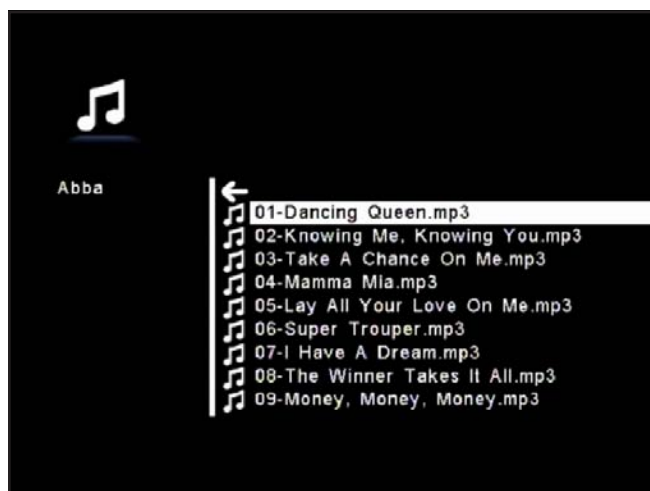 Abba
01-Dancing Queen.mp3
02-Knowing Me, Knowing You.mp3
03-Take A Chance On Me.mp3
04-Mamma Mia.mp3
05-Lay All Your Love On Me.mp3
06-Super Trouper.mp3
07-I Have A Dream.mp3
08-The Winner Takes It All.mp3
09-Money, Money, Money.mp3